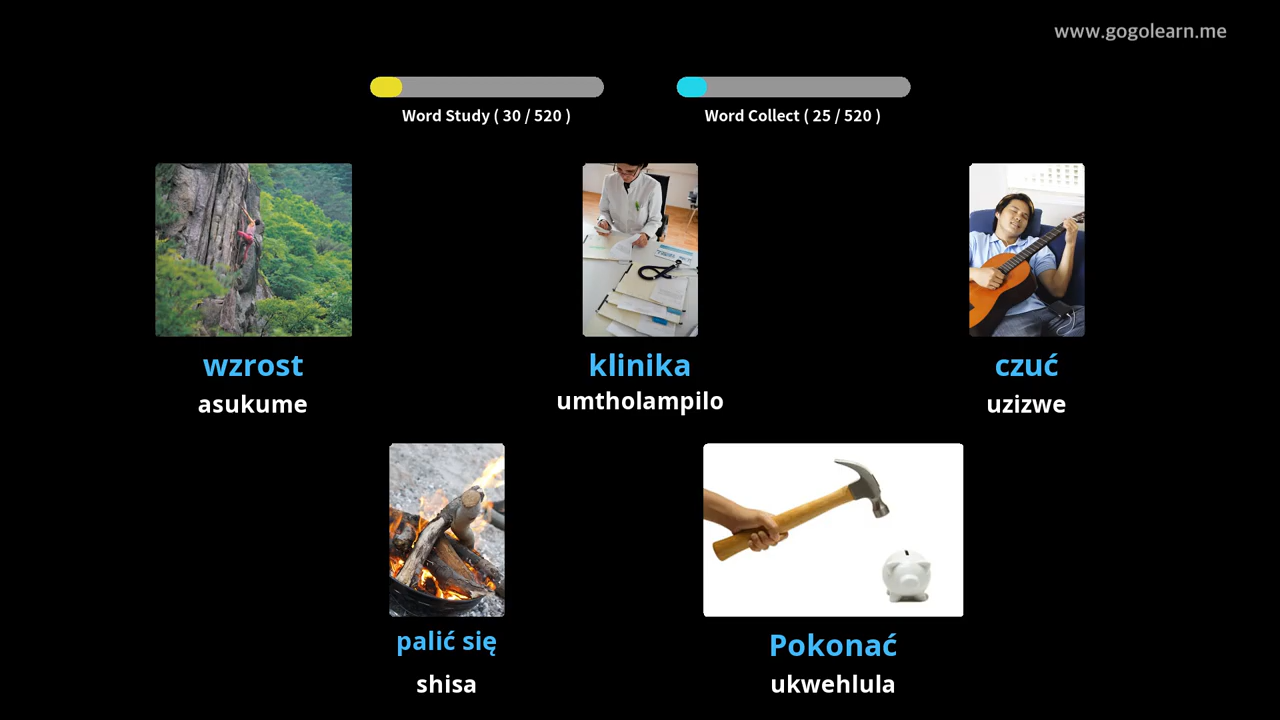 www.gogolearn.me
Word Study ( 30 / 520 )
Word Collect ( 25 / 520 )
wzrost
asukume
klinika
umtholampilo
czuć
uzizwe
palić się
shisa
Pokonać
ukwehlula